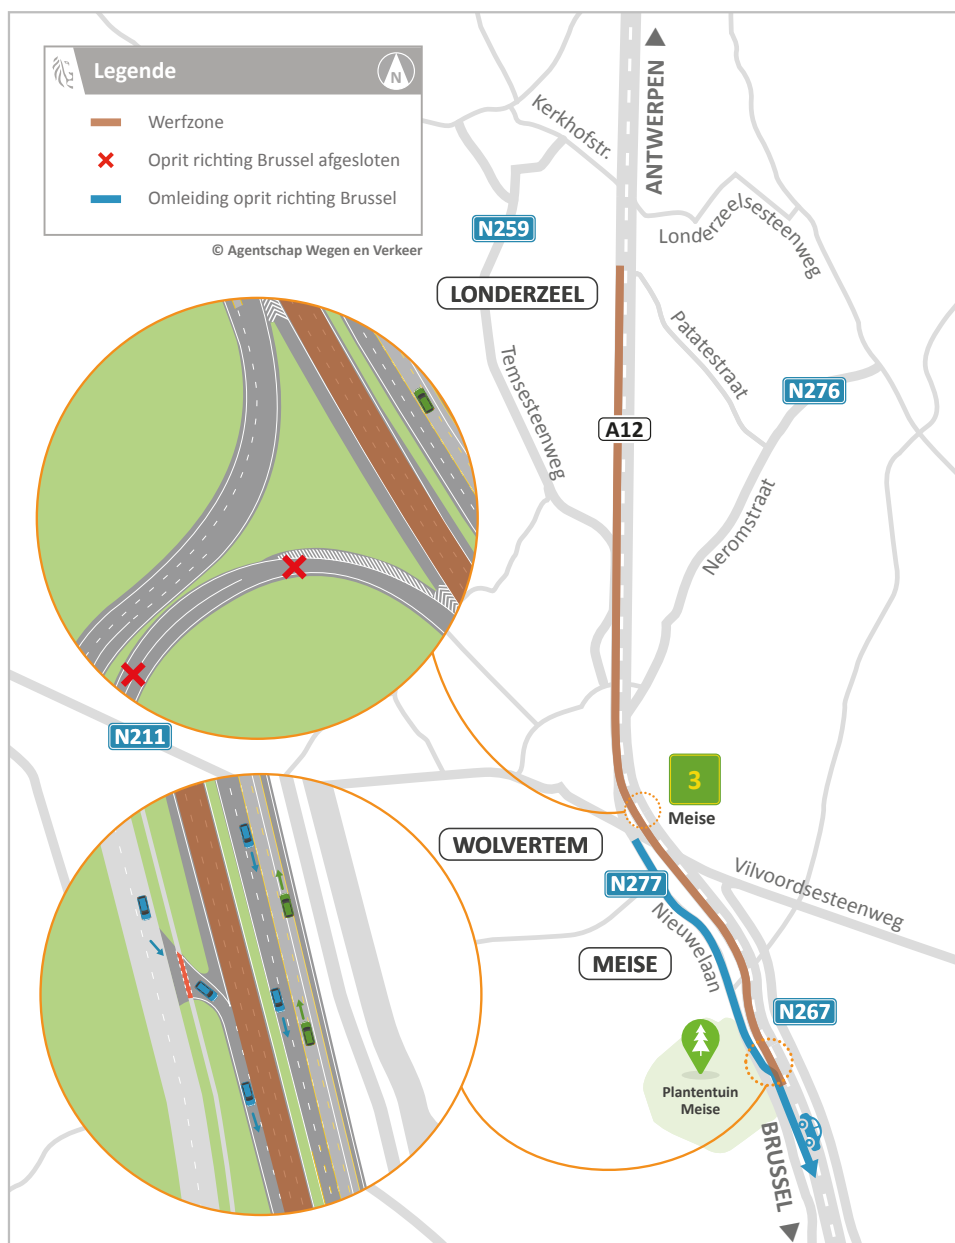 Legende
N
Werfzone
Oprit richting Brussel afgesloten
Omleiding oprit richting Brussel
© Agentschap Wegen en Verkeer
ANTWERPEN
Kerkhofstr.
N259
Londerzeelsesteenweg
LONDERZEEL
Patatestraat
Temsesteenweg
N276
A12
Neromstraat
N211
3
Meise
WOLVERTEM
N277
Vilvoordsesteenweg
Nieuwelaan
MEISE
N267
Plantentuin
Meise
BRUSSEL